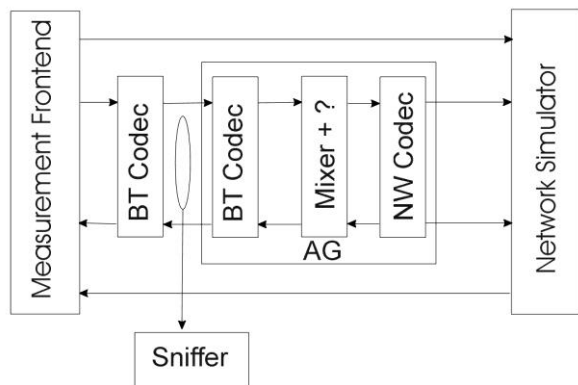 Measurement Frontend
BT Codec
BT Codec
Mixer + ?
NW Codec
Network Simulator
AG
Sniffer